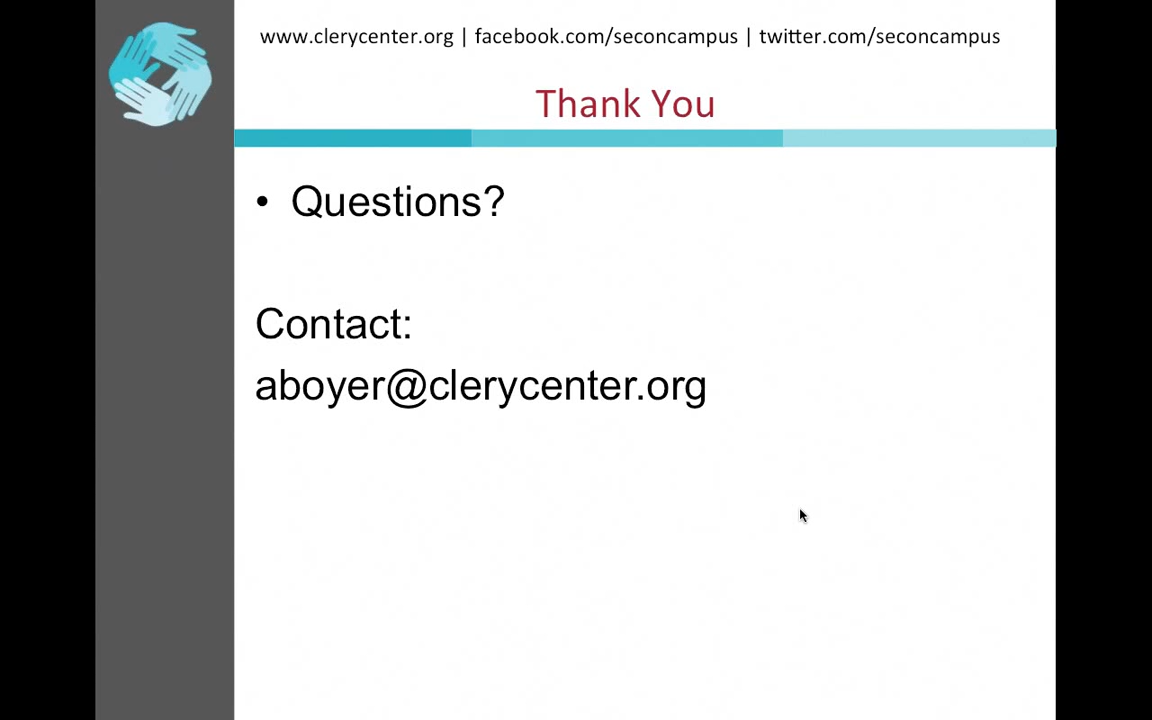 www.clerycenter.org | facebook.com/seconcampus | twitter.com/seconcampus
Thank You
• Questions?
Contact:
aboyer@clerycenter.org